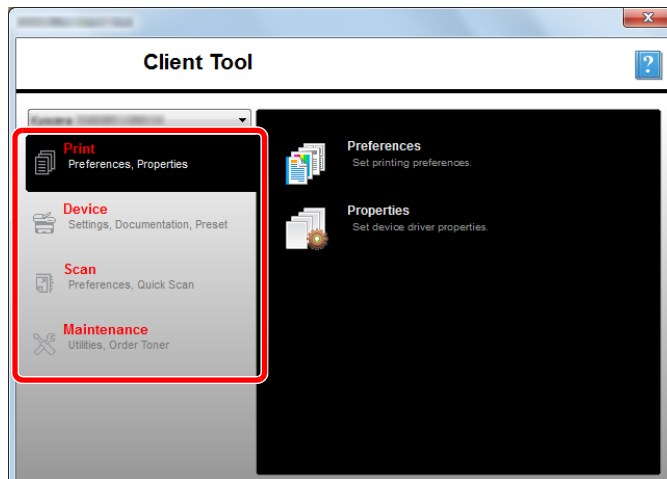 Client Tool
?
Print
Preferences, Properties
Device
Settings, Documentation, Preset
Scan
Preferences, Quick Scan
Maintenance
Utilities, Order Toner
Preferences
Set printing preferences.
Properties
Set device driver properties.